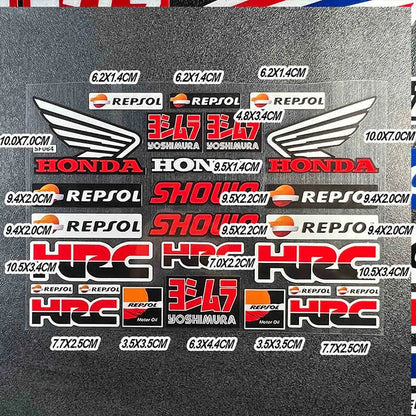 6.2X1.4CM
6.2X1.4CM
6.2X1.4CM
REPSOL
REPSOL
REPSOL
4.8X3.4CM
10.0X7.0CM
10.0X7.0CM
ヨシムラ
ヨシムラ
SF064
YOSHIMURA
YOSHIMURA
HONDA
HON
9.5X1.4CM
HONDA
9.4X2.0CM
REPSOL
SHOWA
9.5X2.2CM
REPSO
9.4X2.0CM
9.4X2.0CM
REPSOL
SHOWA
9.5X2.2CM
REPSO
9.4X2.0CM
10.5X3.4CM
HRC
HRC
7.0X2.2CM
HRC
10.5X3.4CM
REPSOL
REPSOL
REPSOL
Motor Oil
ヨシムラ
YOSHIMURA
REPSOL
Motor Oil
REPSOL
REPSOL
HRC
HRC
7.7X2.5CM
3.5X3.5CM
6.3X4.4CM
3.5X3.5CM
7.7X2.5CM